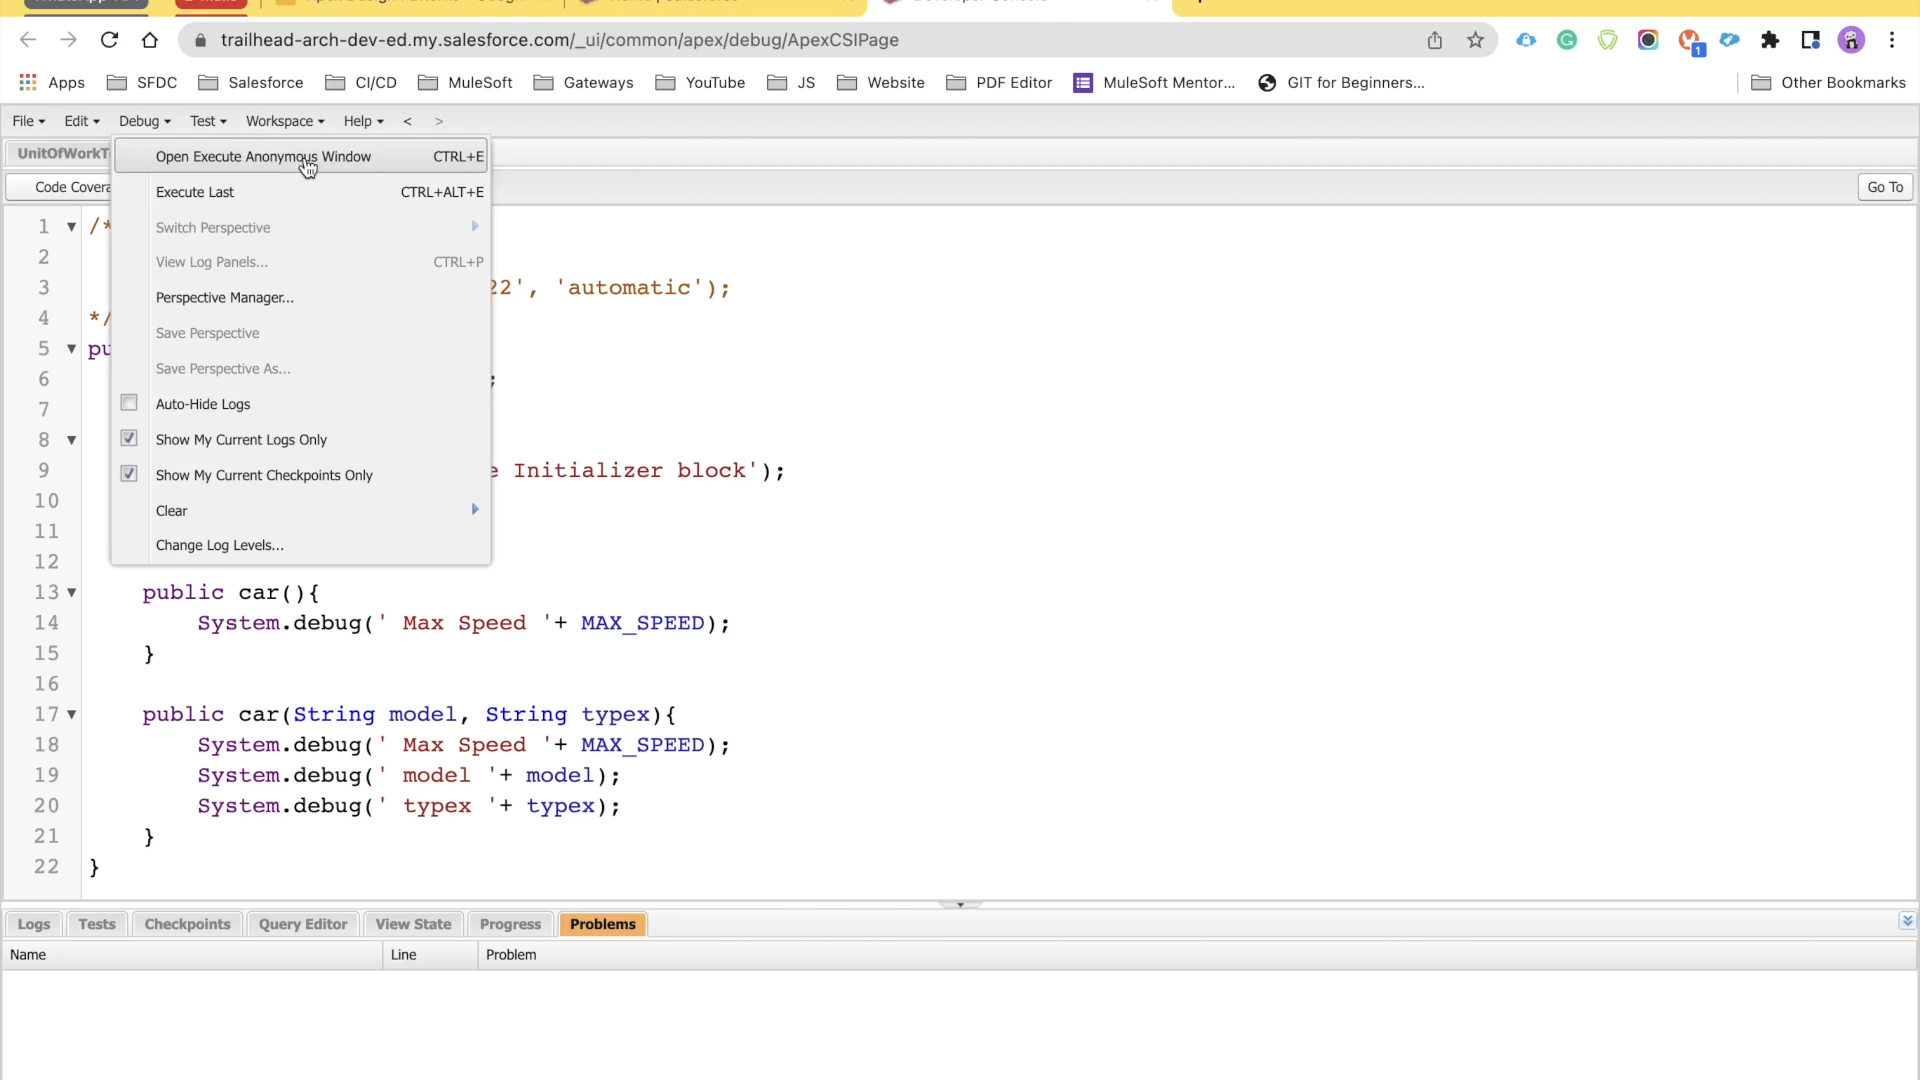 trailhead-arch-dev-ed.my.salesforce.com/_ui/common/apex/debug/ApexCSIPage
1
Apps SFDC Salesforce CI/CD MuleSoft Gateways YouTube JS Website PDF Editor MuleSoft Mentor... GIT for Beginners... Other Bookmarks
File Edit Debug Test Workspace Help < >
UnitOfWorkT
Open Execute Anonymous Window CTRL+E
Code Covera
Go To
Execute Last CTRL+ALT+E
Switch Perspective
View Log Panels... CTRL+P
Perspective Manager...
Save Perspective
Save Perspective As...
Auto-Hide Logs
Show My Current Logs Only
Show My Current Checkpoints Only
Clear
Change Log Levels...
1 /*
2
3 22', 'automatic');
4 */
5 pu
6 ;
7
8
9 e Initializer block');
10
11
12
13 public car(){
14 System.debug(' Max Speed '+ MAX_SPEED);
15 }
16
17 public car(String model, String typex){
18 System.debug(' Max Speed '+ MAX_SPEED);
19 System.debug(' model '+ model);
20 System.debug(' typex '+ typex);
21 }
22 }
Logs Tests Checkpoints Query Editor View State Progress Problems
Name Line Problem